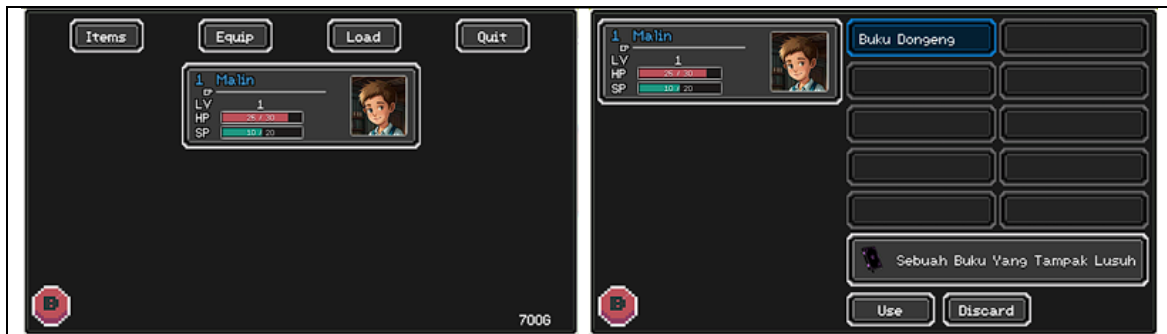 Items Equip Load Quit
1 Malin
LV 1
HP 25 / 30
SP 10 / 20
B
700G
1 Malin
LV 1
HP 25 / 30
SP 10 / 20
Buku Dongeng
Sebuah Buku Yang Tampak Lusuh
Use Discard
B